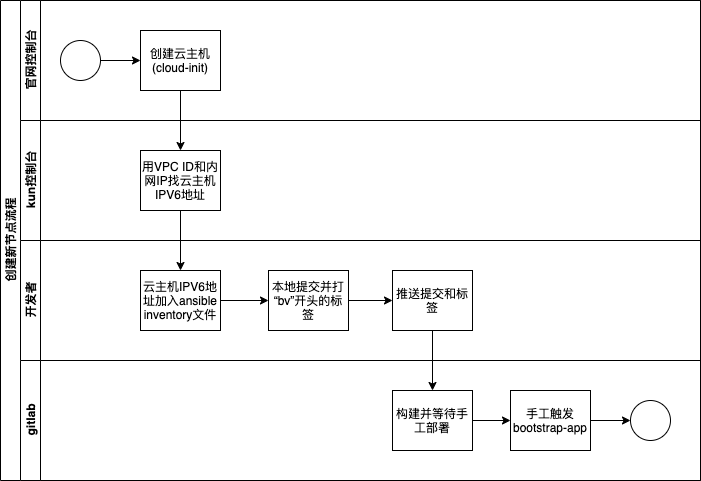 创建新节点流程
官网控制台
创建云主机
(cloud-init)
kun控制台
用VPC ID和内
网IP找云主机
IPV6地址
开发者
云主机IPV6地
址加入ansible
inventory文件
本地提交并打
“bv”开头的标
签
推送提交和标
签
gitlab
构建并等待手
工部署
手工触发
bootstrap-app